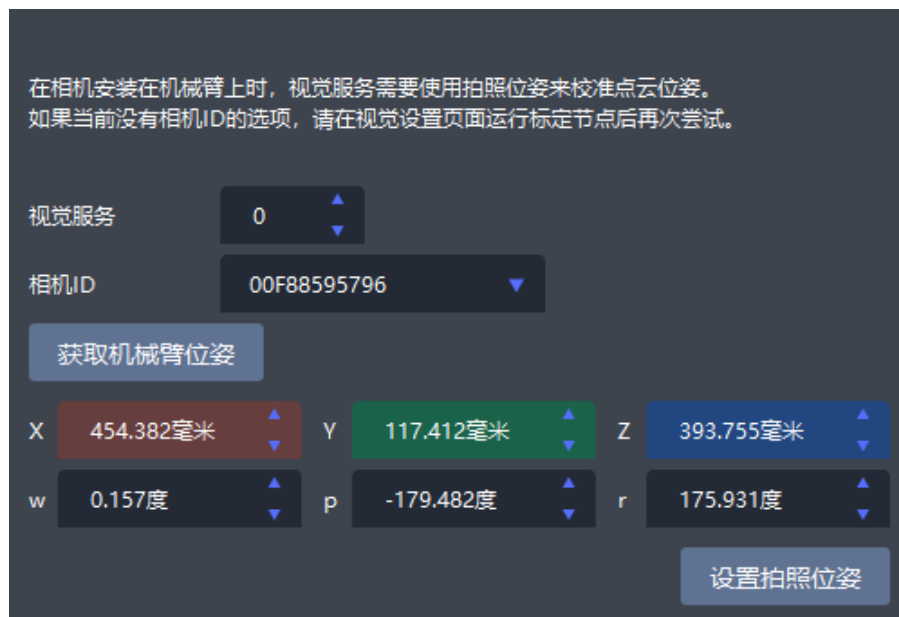 在相机安装在机械臂上时，视觉服务需要使用拍照位姿来校准点云位姿。
如果当前没有相机ID的选项，请在视觉设置页面运行标定节点后再次尝试。
视觉服务 0
相机ID 00F88595796
获取机械臂位姿
X 454.382毫米 Y 117.412毫米 Z 393.755毫米
w 0.157度 p -179.482度 r 175.931度
设置拍照位姿